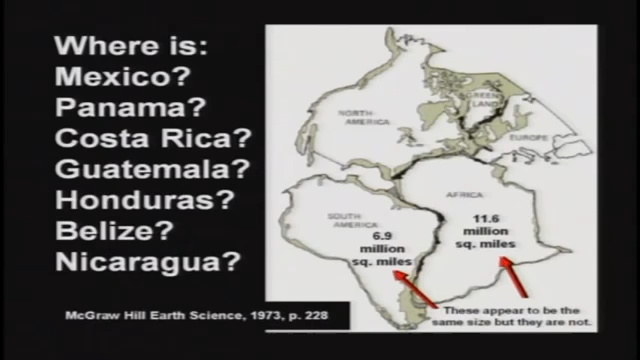 Where is:
Mexico?
Panama?
Costa Rica?
Guatemala?
Honduras?
Belize?
Nicaragua?
McGraw Hill Earth Science, 1973, p. 228
NORTH
AMERICA
GREEN
LAND
EUROPE
AFRICA
SOUTH
AMERICA
6.9
million
sq. miles
11.6
million
sq. miles
These appear to be the
same size but they are not.